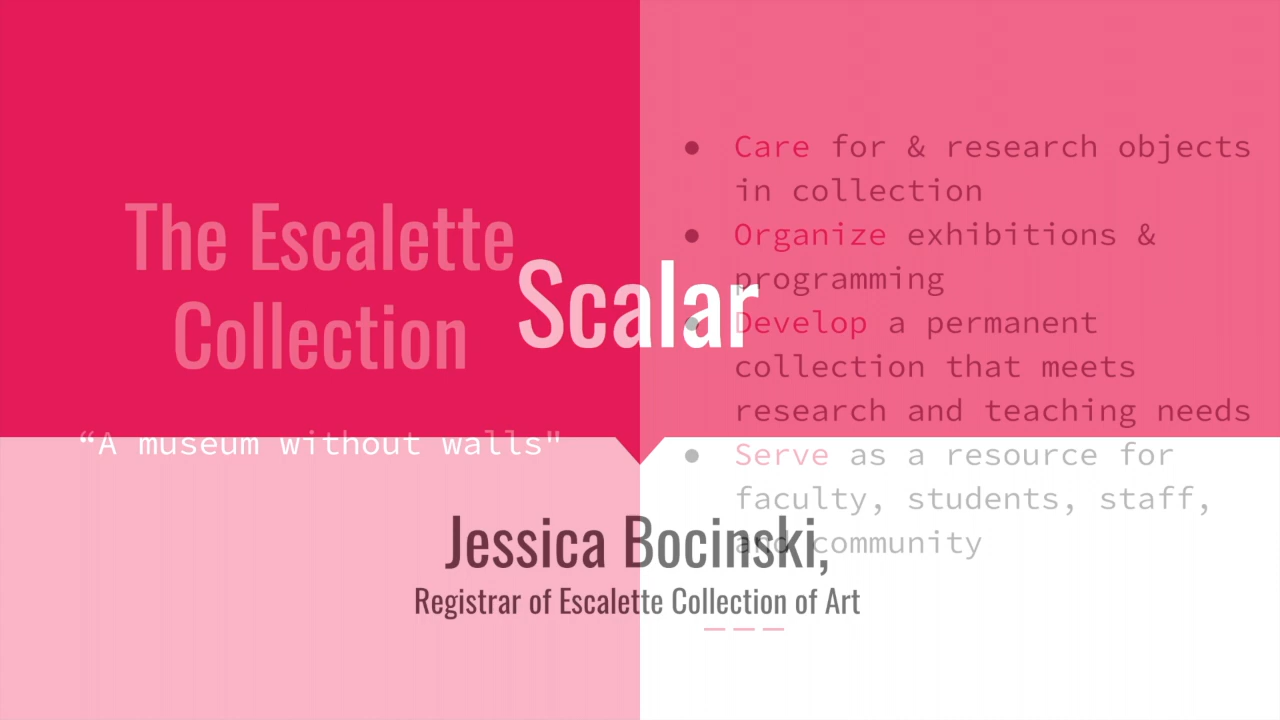 Scalar
Jessica Bocinski,
Registrar of Escalette Collection of Art
The Escalette
Collection
“A museum without walls"
● Care for & research objects
in collection
● Organize exhibitions &
programming
● Develop a permanent
collection that meets
research and teaching needs
● Serve as a resource for
faculty, students, staff,
and community